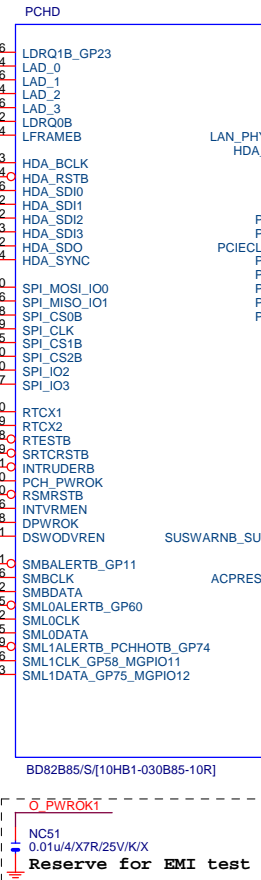 PCHD
LDRQ1B_GP23
LAD_0
LAD_1
LAD_2
LAD_3
LDRQ0B
LFRAMEB
LAN_PHY
HDA_
HDA_BCLK
HDA_RSTB
HDA_SDI0
HDA_SDI1
HDA_SDI2
HDA_SDI3
HDA_SDO
PCIECL
HDA_SYNC
SPI_MOSI_IO0
SPI_MISO_IO1
SPI_CS0B
SPI_CLK
SPI_CS1B
SPI_CS2B
SPI_IO2
SPI_IO3
RTCX1
RTCX2
RTESTB
SRTCRSTB
INTRUDERB
PCH_PWROK
RSMRSTB
INTVRMEN
DPWROK
DSWODVREN
SUSWARNB_SU
SMBALERTB_GP11
SMBCLK
ACPRES
SMBDATA
SML0ALERTB_GP60
SML0CLK
SML0DATA
SML1ALERTB_PCHHOTB_GP74
SML1CLK_GP58_MGPIO11
SML1DATA_GP75_MGPIO12
BD82B85/S/[10HB1-030B85-10R]
O_PWROK1
NC51
0.01u/4/X7R/25V/K/X
Reserve for EMI test